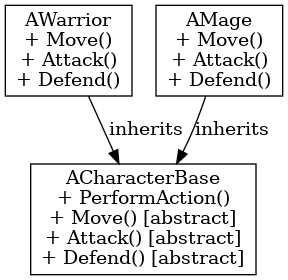 AWarrior
+ Move()
+ Attack()
+ Defend()
AMage
+ Move()
+ Attack()
+ Defend()
inherits
inherits
ACharacterBase
+ PerformAction()
+ Move() [abstract]
+ Attack() [abstract]
+ Defend() [abstract]